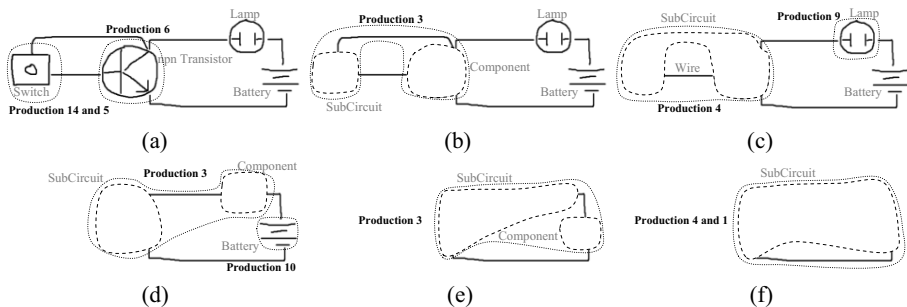 Production 6
Lamp
npn Transistor
Switch
Battery
Production 14 and 5
(a)
Production 3
Lamp
Component
Battery
SubCircuit
(b)
Production 9
SubCircuit
Lamp
Wire
Battery
Production 4
(c)
Component
SubCircuit
Production 3
Battery
Production 10
(d)
SubCircuit
Production 3
Component
(e)
SubCircuit
Production 4 and 1
(f)